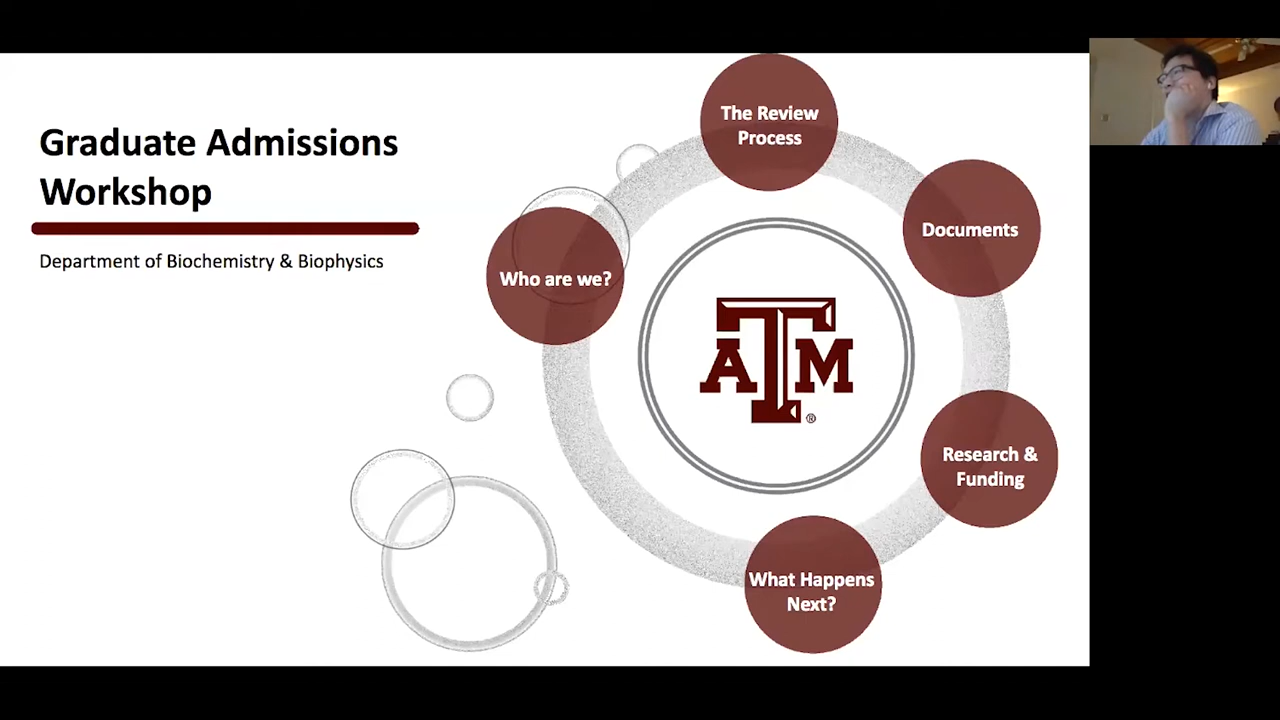 Graduate Admissions
Workshop
Department of Biochemistry & Biophysics
Who are we?
The Review
Process
Documents
Research &
Funding
What Happens
Next?
ATM
®